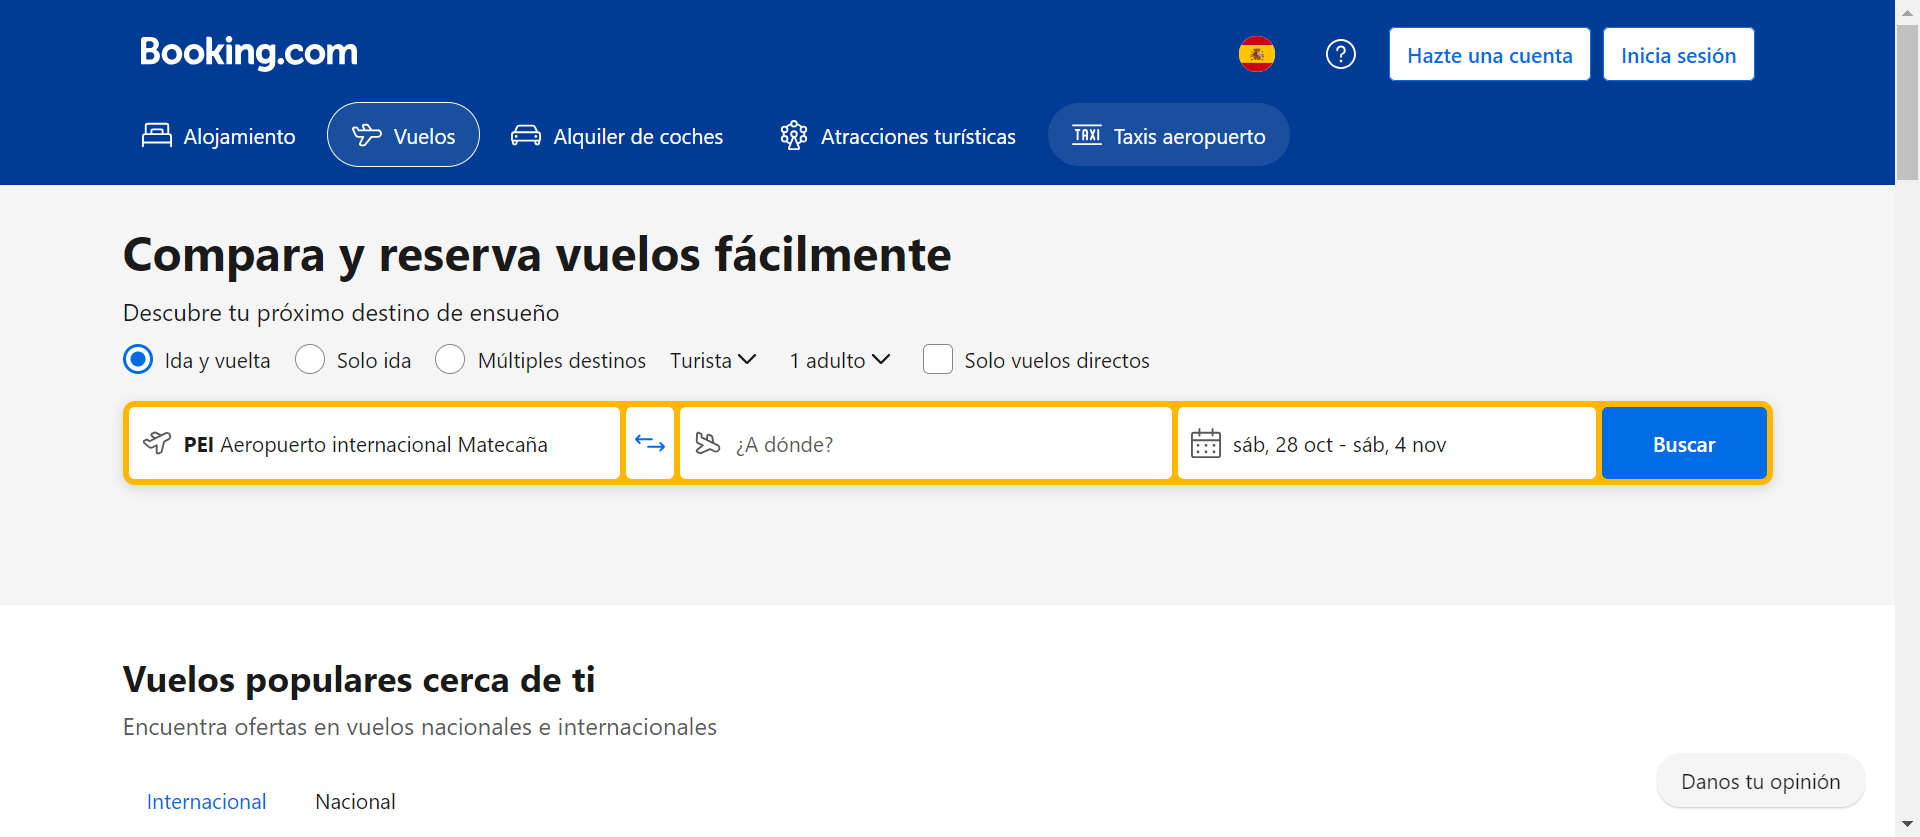 Booking.com
Hazte una cuenta
Inicia sesión
Alojamiento
Vuelos
Alquiler de coches
Atracciones turísticas
TAXI Taxis aeropuerto
Compara y reserva vuelos fácilmente
Descubre tu próximo destino de ensueño
Ida y vuelta
Solo ida
Múltiples destinos
Turista
1 adulto
Solo vuelos directos
PEI Aeropuerto internacional Matecaña
¿A dónde?
sáb, 28 oct - sáb, 4 nov
Buscar
Vuelos populares cerca de ti
Encuentra ofertas en vuelos nacionales e internacionales
Internacional
Nacional
Danos tu opinión